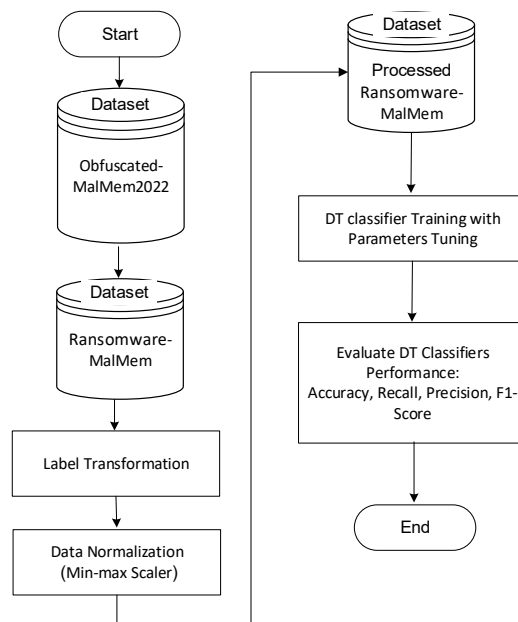 Start
Dataset
Obfuscated-
MalMem2022
Dataset
Ransomware-
MalMem
Label Transformation
Data Normalization
(Min-max Scaler)
Dataset
Processed
Ransomware-
MalMem
DT classifier Training with
Parameters Tuning
Evaluate DT Classifiers
Performance:
Accuracy, Recall, Precision, F1-
Score
End